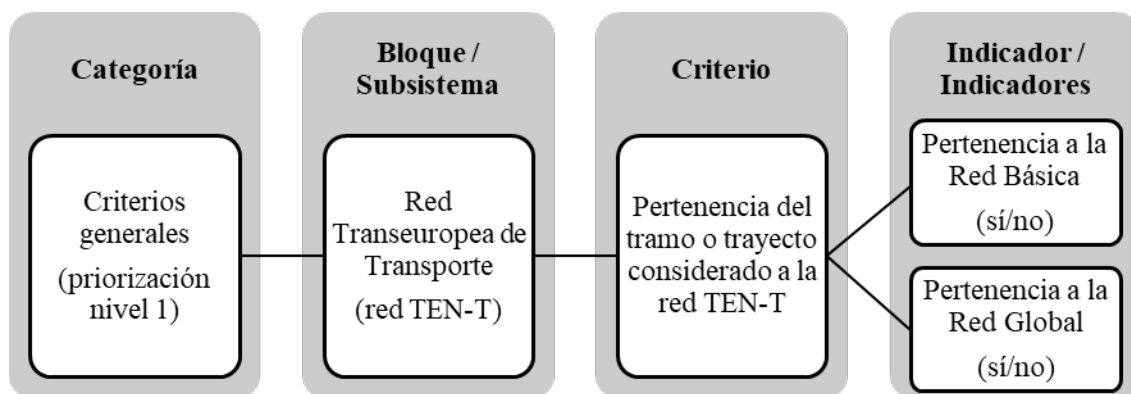 Categoría
Criterios
generales
(priorización
nivel 1)
Bloque /
Subsistema
Red
Transeuropea de
Transporte
(red TEN-T)
Criterio
Pertenencia del
tramo o trayecto
considerado a la
red TEN-T
Indicador /
Indicadores
Pertenencia a la
Red Básica
(sí/no)
Pertenencia a la
Red Global
(sí/no)